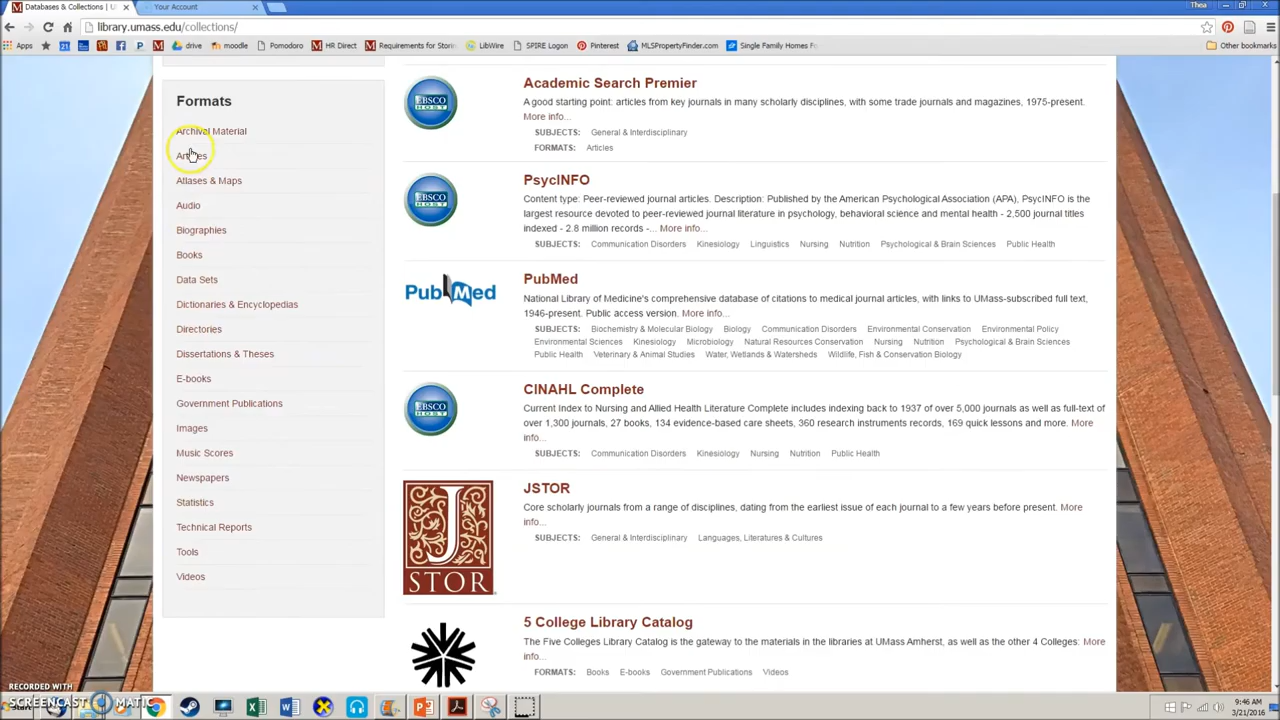 Databases & Collections | U
Your Account
Thea
library.umass.edu/collections/
Apps
21
drive
moodle
Pomodoro
HR Direct
Requirements for Storin
LibWire
SPIRE Logon
Pinterest
MLSPropertyFinder.com
Single Family Homes Fo
Other bookmarks
Formats
Archival Material
Articles
Atlases & Maps
Audio
Biographies
Books
Data Sets
Dictionaries & Encyclopedias
Directories
Dissertations & Theses
E-books
Government Publications
Images
Music Scores
Newspapers
Statistics
Technical Reports
Tools
Videos
EBSCO
HOST
Academic Search Premier
A good starting point: articles from key journals in many scholarly disciplines, with some trade journals and magazines, 1975-present.
More info...
SUBJECTS: General & Interdisciplinary
FORMATS: Articles
EBSCO
HOST
PsycINFO
Content type: Peer-reviewed journal articles. Description: Published by the American Psychological Association (APA), PsycINFO is the
largest resource devoted to peer-reviewed journal literature in psychology, behavioral science and mental health - 2,500 journal titles
indexed - 2.8 million records -... More info...
SUBJECTS: Communication Disorders Kinesiology Linguistics Nursing Nutrition Psychological & Brain Sciences Public Health
PubMed
PubMed
National Library of Medicine's comprehensive database of citations to medical journal articles, with links to UMass-subscribed full text,
1946-present. Public access version. More info...
SUBJECTS: Biochemistry & Molecular Biology Biology Communication Disorders Environmental Conservation Environmental Policy
Environmental Sciences Kinesiology Microbiology Natural Resources Conservation Nursing Nutrition Psychological & Brain Sciences
Public Health Veterinary & Animal Studies Water, Wetlands & Watersheds Wildlife, Fish & Conservation Biology
EBSCO
HOST
CINAHL Complete
Current Index to Nursing and Allied Health Literature Complete includes indexing back to 1937 of over 5,000 journals as well as full-text of
over 1,300 journals, 27 books, 134 evidence-based care sheets, 360 research instruments records, 169 quick lessons and more. More
info...
SUBJECTS: Communication Disorders Kinesiology Nursing Nutrition Public Health
J
STOR
JSTOR
Core scholarly journals from a range of disciplines, dating from the earliest issue of each journal to a few years before present. More
info...
SUBJECTS: General & Interdisciplinary Languages, Literatures & Cultures
5 College Library Catalog
The Five Colleges Library Catalog is the gateway to the materials in the libraries at UMass Amherst, as well as the other 4 Colleges: More
info...
FORMATS: Books E-books Government Publications Videos
RECORDED WITH
SCREENCAST MATIC
9:46 AM
3/21/2016